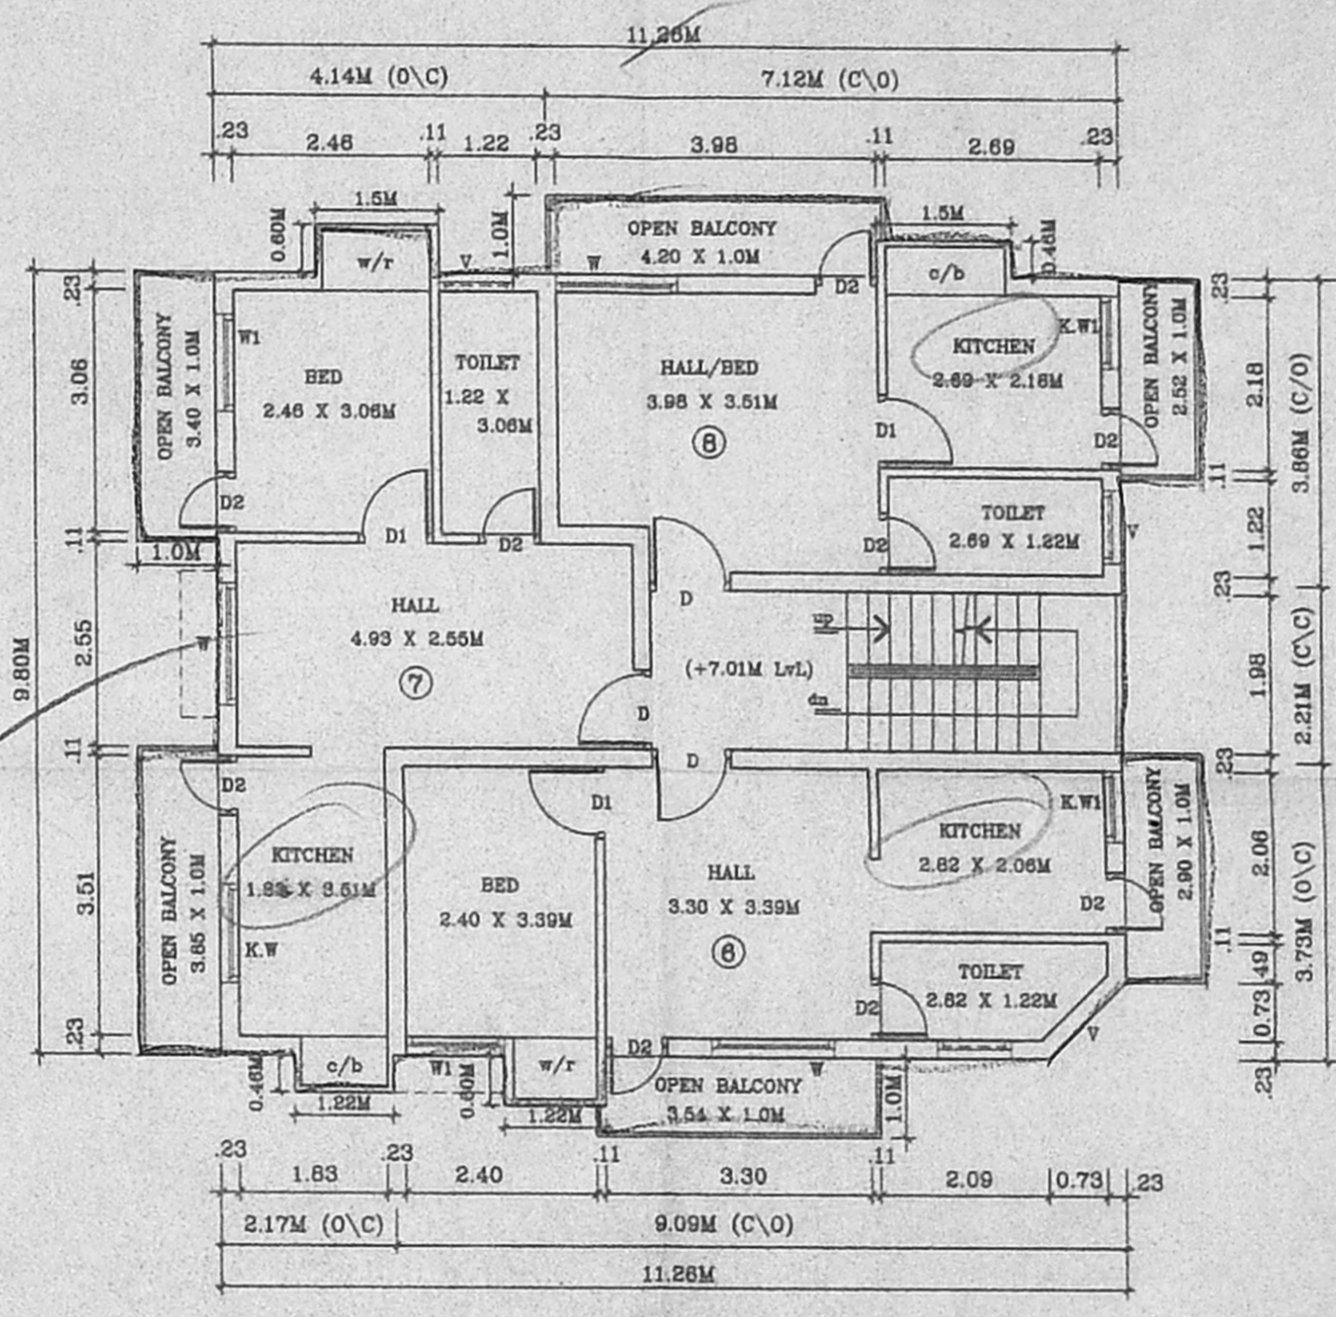 11.26M
4.14M (O\C)
7.12M (C\O)
.23
2.46
.11
1.22
.23
3.98
.11
2.69
.23
1.5M
0.60M
1.0M
OPEN BALCONY
4.20 X 1.0M
1.5M
0.46M
w/r
V
W
D2
c/b
.23
3.06
.11
OPEN BALCONY
3.40 X 1.0M
W1
BED
2.46 X 3.06M
D2
D1
TOILET
1.22 X
3.06M
D2
HALL/BED
3.98 X 3.51M
8
D1
KITCHEN
2.69 X 2.18M
K.W1
D2
OPEN BALCONY
2.52 X 1.0M
.23
2.18
.11
3.86M (C/O)
TOILET
2.69 X 1.22M
D2
V
1.22
.23
1.0M
9.80M
2.55
W
HALL
4.93 X 2.55M
7
D
D
(+7.01M LvL)
up
dn
1.98
2.21M (C\C)
.11
.23
D
D2
OPEN BALCONY
3.85 X 1.0M
3.51
KITCHEN
X 3.51M
K.W
BED
2.40 X 3.39M
D1
HALL
3.30 X 3.39M
6
KITCHEN
2.82 X 2.06M
K.W1
D2
OPEN BALCONY
2.90 X 1.0M
2.06
3.73M (O\C)
.11
.49
0.73
.23
TOILET
2.82 X 1.22M
D2
V
.23
0.46M
c/b
1.22M
W1
0.60M
w/r
1.22M
D2
OPEN BALCONY
3.54 X 1.0M
W
1.0M
.23
1.83
.23
2.40
.11
3.30
.11
2.09
0.73
.23
2.17M (O\C)
9.09M (C\O)
11.26M